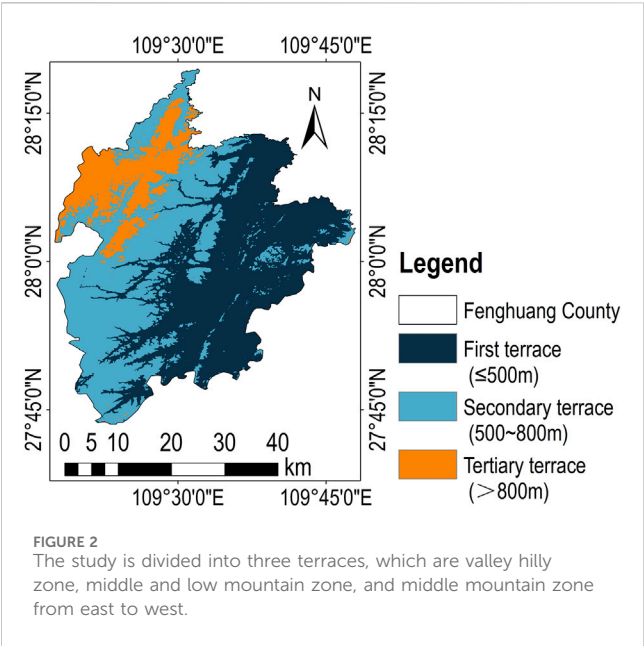 109°30'0"E 109°45'0"E
28°15'0"N
28°0'0"N
27°45'0"N
N
28°15'0"N
28°0'0"N
27°45'0"N
0 5 10 20 30 40
km
109°30'0"E 109°45'0"E
Legend
Fenghuang County
First terrace
(≤500m)
Secondary terrace
(500~800m)
Tertiary terrace
(＞800m)
FIGURE 2
The study is divided into three terraces, which are valley hilly
zone, middle and low mountain zone, and middle mountain zone
from east to west.